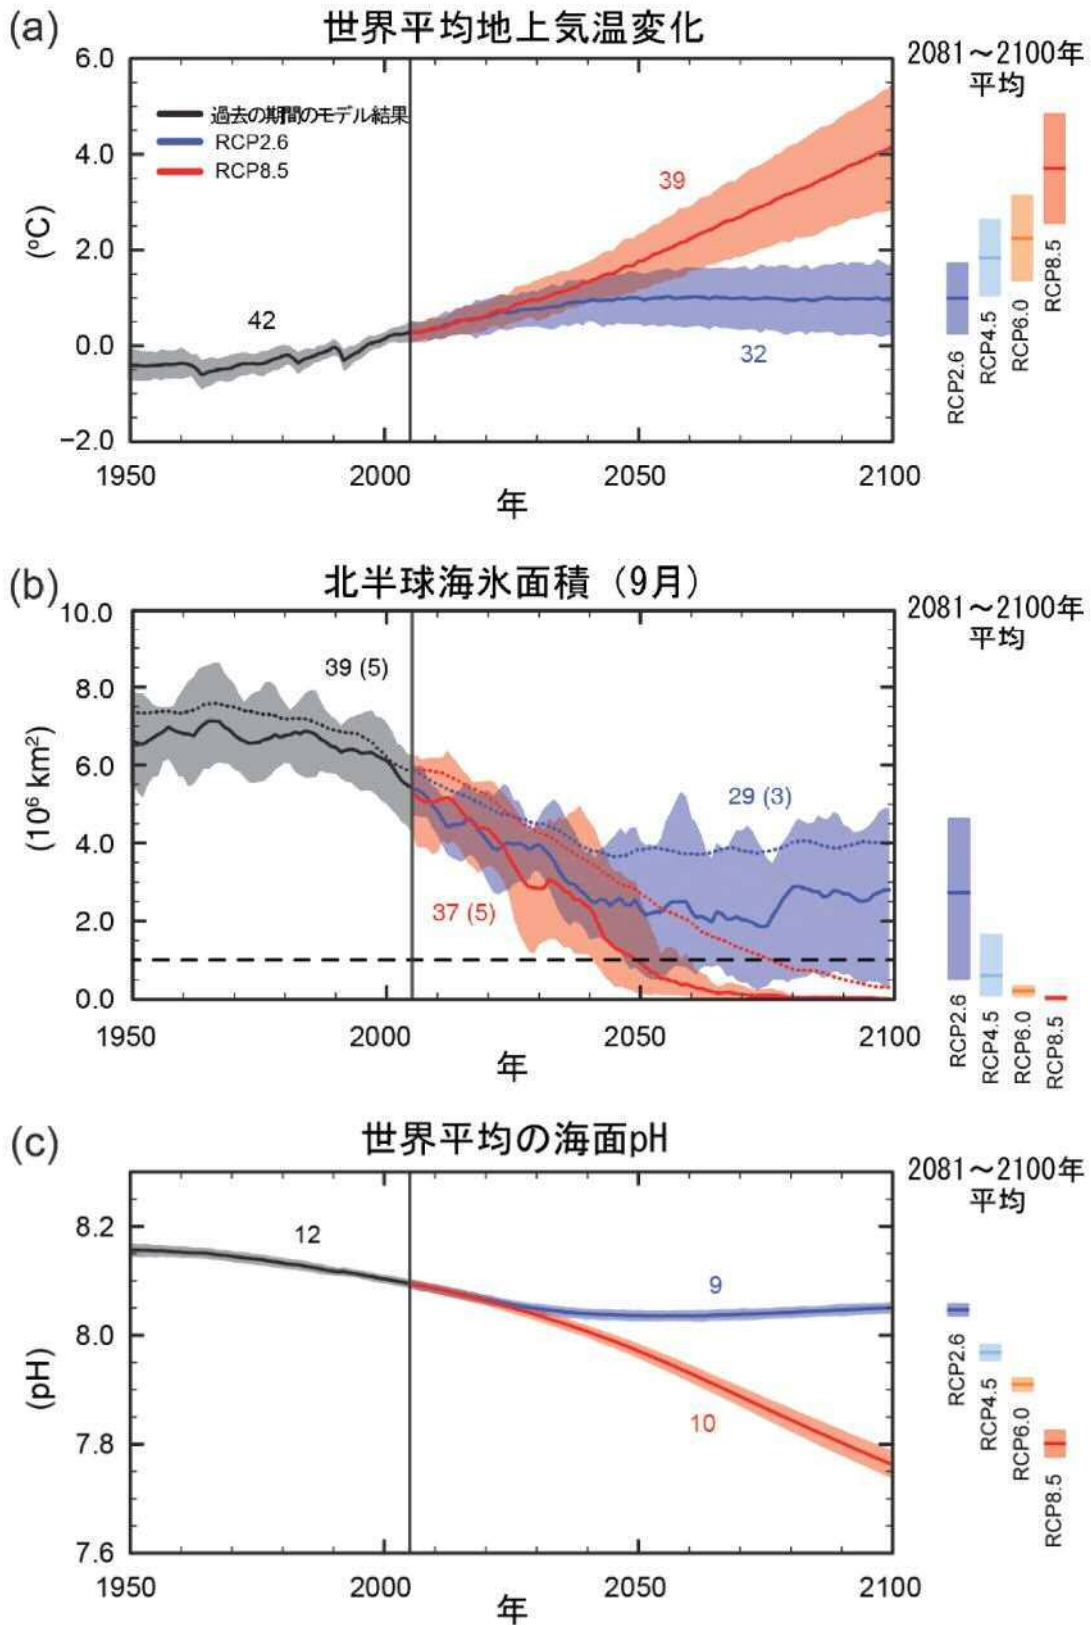 (a)
世界平均地上気温変化
2081～2100年
平均
6.0
4.0
2.0
0.0
−2.0
(°C)
過去の期間のモデル結果
RCP2.6
RCP8.5
42
39
32
1950
2000
2050
2100
年
RCP2.6
RCP4.5
RCP6.0
RCP8.5
(b)
北半球海氷面積（9月）
2081～2100年
平均
10.0
8.0
6.0
4.0
2.0
0.0
(10⁶ km²)
39 (5)
29 (3)
37 (5)
1950
2000
2050
2100
年
RCP2.6
RCP4.5
RCP6.0
RCP8.5
(c)
世界平均の海面pH
2081～2100年
平均
8.2
8.0
7.8
7.6
(pH)
12
9
10
1950
2000
2050
2100
年
RCP2.6
RCP4.5
RCP6.0
RCP8.5